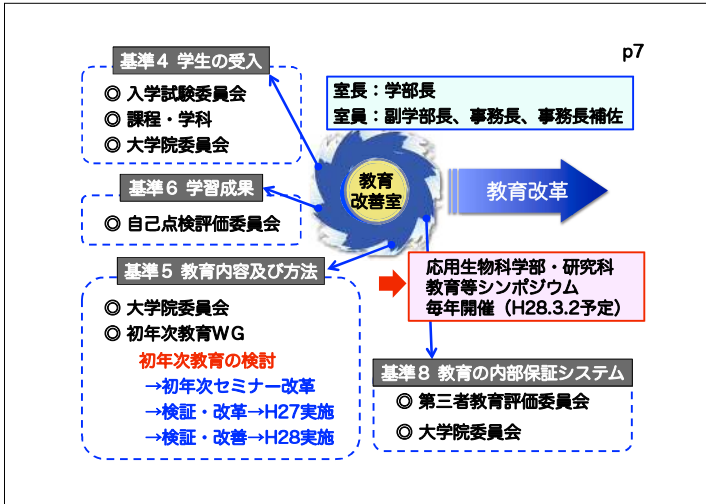 p7
基準4 学生の受入
◎ 入学試験委員会
◎ 課程・学科
◎ 大学院委員会
室長：学部長
室員：副学部長、事務長、事務長補佐
教育
改善室
教育改革
基準6 学習成果
◎ 自己点検評価委員会
基準5 教育内容及び方法
◎ 大学院委員会
◎ 初年次教育WG
初年次教育の検討
→初年次セミナー改革
→検証・改革→H27実施
→検証・改善→H28実施
応用生物科学部・研究科
教育等シンポジウム
毎年開催（H28.3.2予定）
基準8 教育の内部保証システム
◎ 第三者教育評価委員会
◎ 大学院委員会